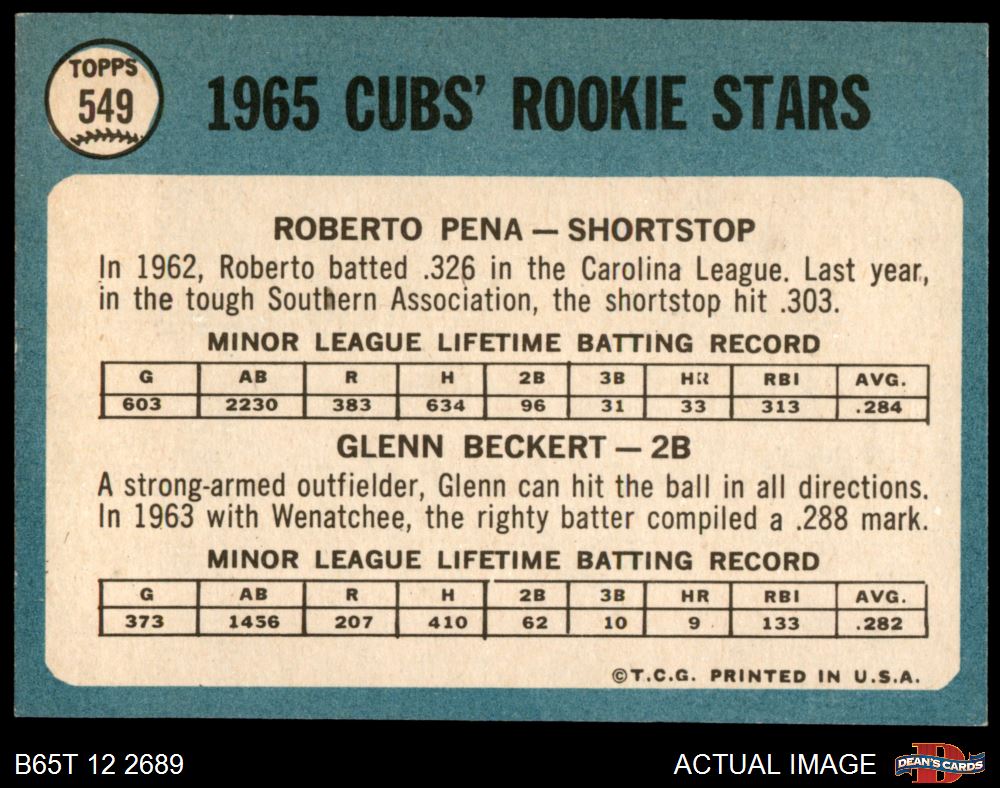 TOPPS
549
1965 CUBS' ROOKIE STARS
ROBERTO PENA — SHORTSTOP
In 1962, Roberto batted .326 in the Carolina League. Last year,
in the tough Southern Association, the shortstop hit .303.
MINOR LEAGUE LIFETIME BATTING RECORD
G AB R H 2B 3B HR RBI AVG.
603 2230 383 634 96 31 33 313 .284
GLENN BECKERT — 2B
A strong-armed outfielder, Glenn can hit the ball in all directions.
In 1963 with Wenatchee, the righty batter compiled a .288 mark.
MINOR LEAGUE LIFETIME BATTING RECORD
G AB R H 2B 3B HR RBI AVG.
373 1456 207 410 62 10 9 133 .282
©T.C.G. PRINTED IN U.S.A.
B65T 12 2689 ACTUAL IMAGE DEAN'S CARDS